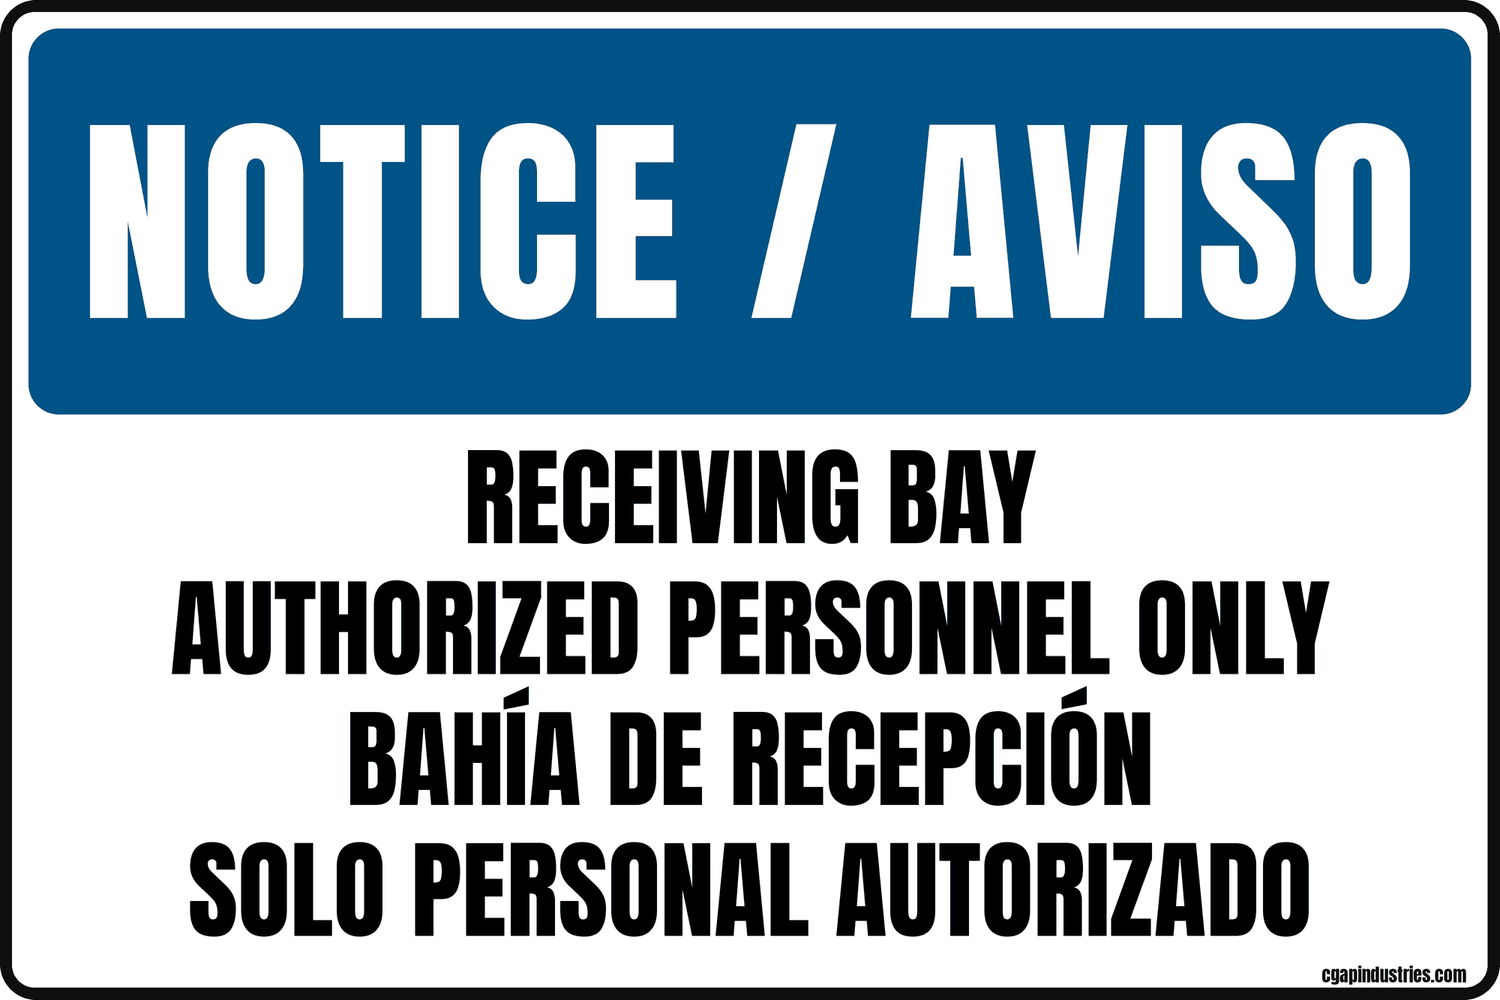 NOTICE / AVISO
RECEIVING BAY
AUTHORIZED PERSONNEL ONLY
BAHÍA DE RECEPCIÓN
SOLO PERSONAL AUTORIZADO
cgapindustries.com